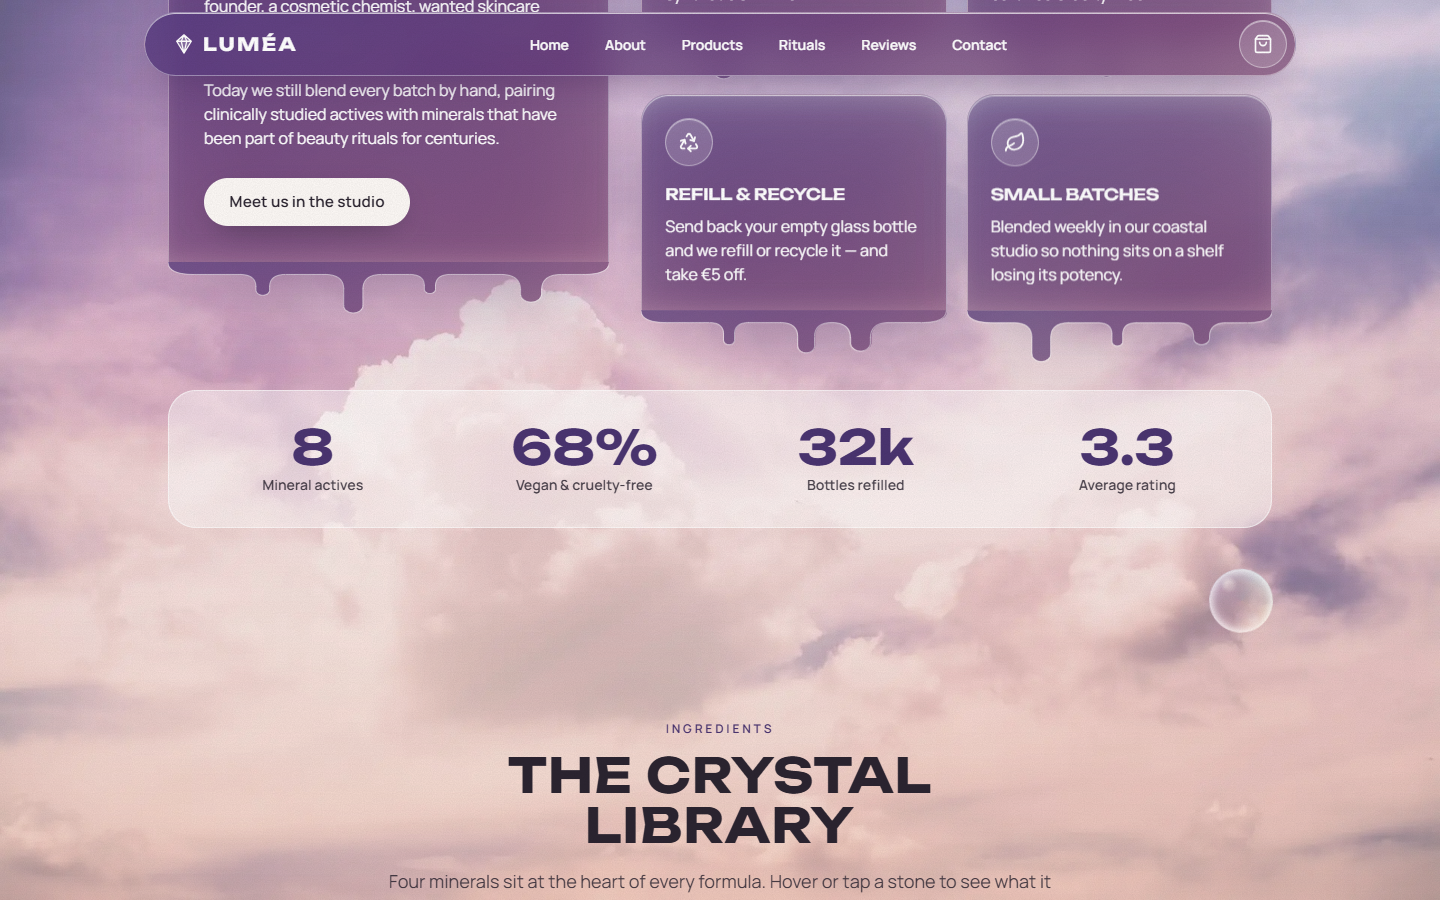 founder, a cosmetic chemist, wanted skincare
LUMÉA
Home
About
Products
Rituals
Reviews
Contact
Today we still blend every batch by hand, pairing
clinically studied actives with minerals that have
been part of beauty rituals for centuries.
Meet us in the studio
REFILL & RECYCLE
Send back your empty glass bottle
and we refill or recycle it — and
take €5 off.
SMALL BATCHES
Blended weekly in our coastal
studio so nothing sits on a shelf
losing its potency.
8
Mineral actives
68%
Vegan & cruelty-free
32k
Bottles refilled
3.3
Average rating
INGREDIENTS
THE CRYSTAL
LIBRARY
Four minerals sit at the heart of every formula. Hover or tap a stone to see what it